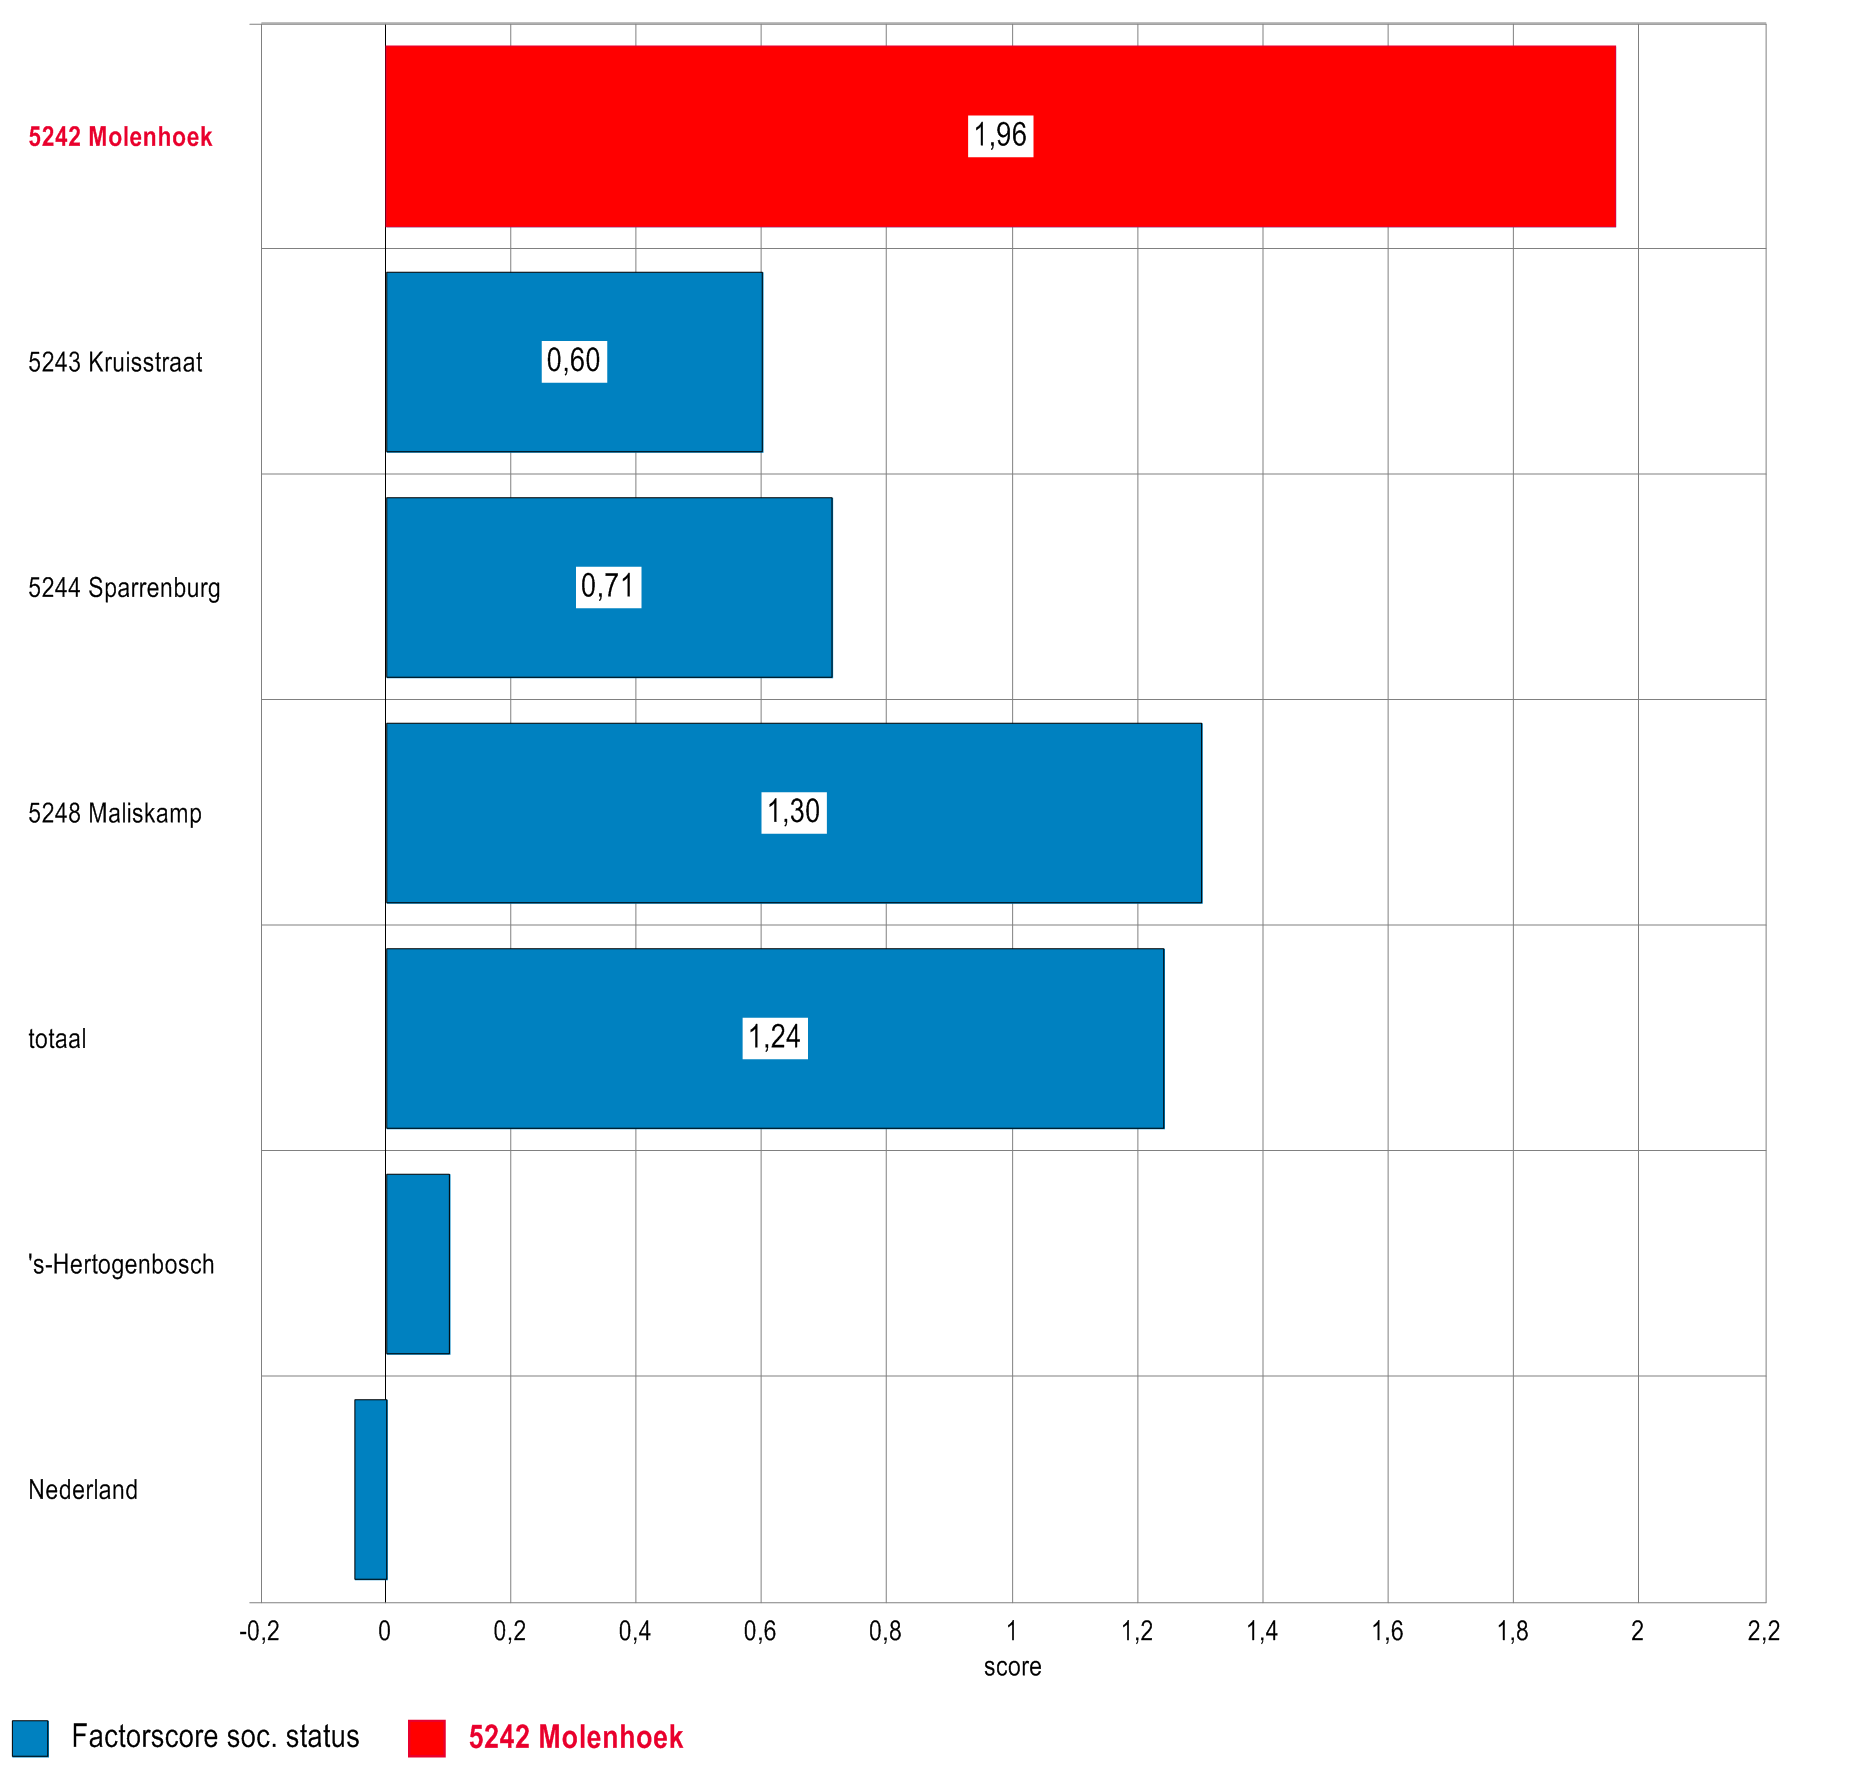 5242 Molenhoek
1,96
5243 Kruisstraat
0,60
5244 Sparrenburg
0,71
5248 Maliskamp
1,30
totaal
1,24
's-Hertogenbosch
Nederland
-0,2 0 0,2 0,4 0,6 0,8 1 1,2 1,4 1,6 1,8 2 2,2
score
Factorscore soc. status 5242 Molenhoek